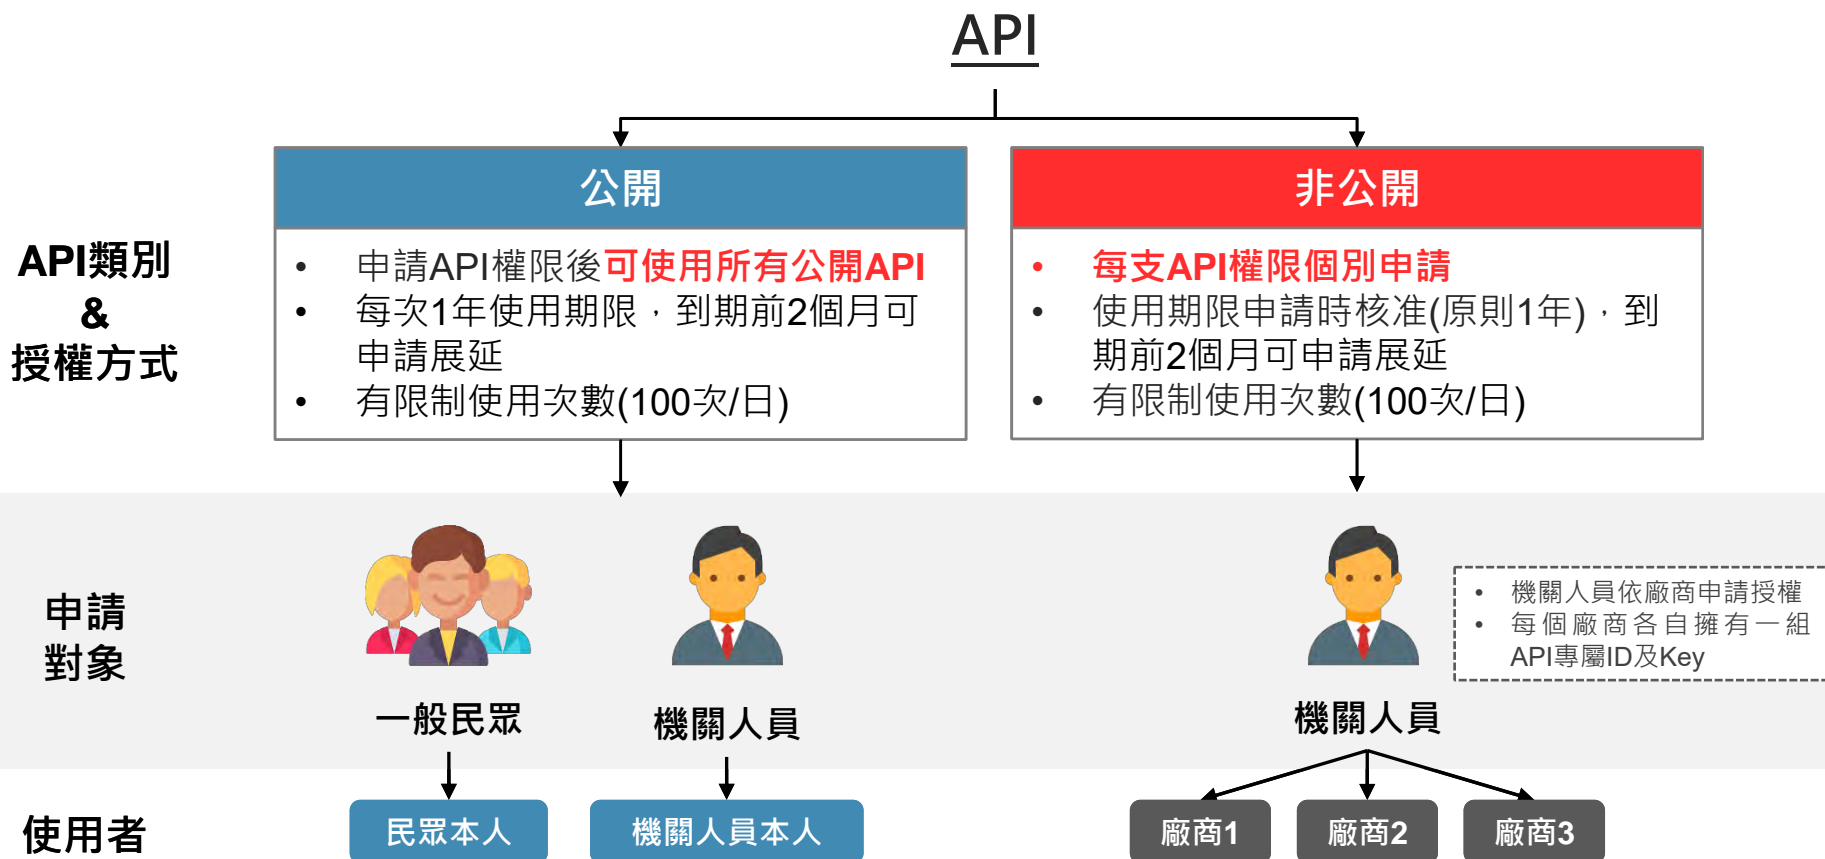 API
公開
非公開
API類別
&
授權方式
• 申請API權限後可使用所有公開API
• 每次1年使用期限，到期前2個月可
申請展延
• 有限制使用次數(100次/日)
• 每支API權限個別申請
• 使用期限申請時核准(原則1年)，到
期前2個月可申請展延
• 有限制使用次數(100次/日)
申請
對象
一般民眾
機關人員
機關人員
• 機關人員依廠商申請授權
• 每個廠商各自擁有一組
API專屬ID及Key
使用者
民眾本人
機關人員本人
廠商1
廠商2
廠商3